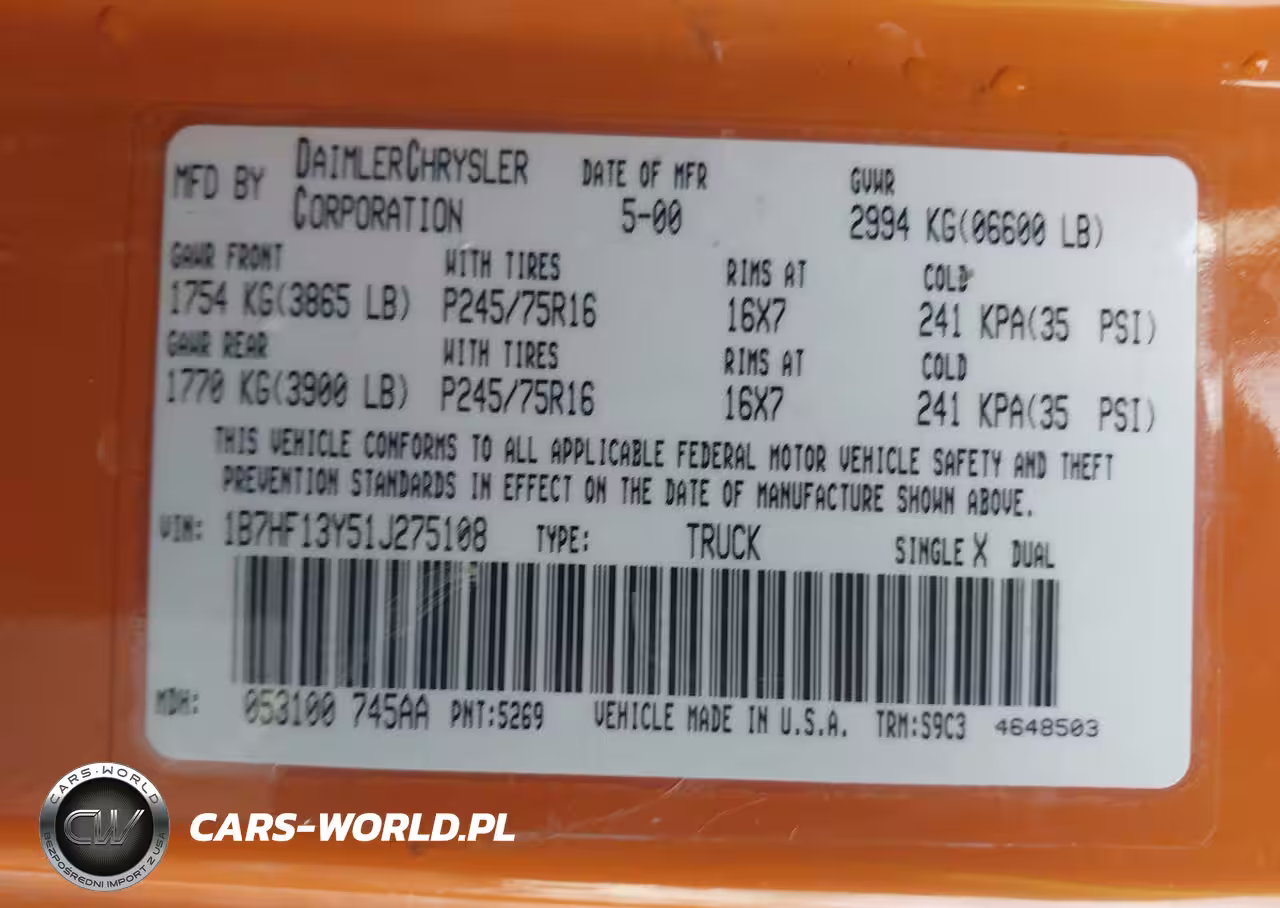 MFD BY DAIMLERCHRYSLER CORPORATION DATE OF MFR 5-00 GVWR 2994 KG(06600 LB)
GAWR FRONT WITH TIRES RIMS AT COLD
1754 KG(3865 LB) P245/75R16 16X7 241 KPA(35 PSI)
GAWR REAR WITH TIRES RIMS AT COLD
1770 KG(3900 LB) P245/75R16 16X7 241 KPA(35 PSI)
THIS VEHICLE CONFORMS TO ALL APPLICABLE FEDERAL MOTOR VEHICLE SAFETY AND THEFT
PREVENTION STANDARDS IN EFFECT ON THE DATE OF MANUFACTURE SHOWN ABOVE.
VIN: 1B7HF13Y51J275108 TYPE: TRUCK SINGLE X DUAL
MDH: 053100 745AA PNT:5269 VEHICLE MADE IN U.S.A. TRM:S9C3 4648503
CARS-WORLD
CW
BEZPOŚREDNI IMPORT Z USA
CARS-WORLD.PL